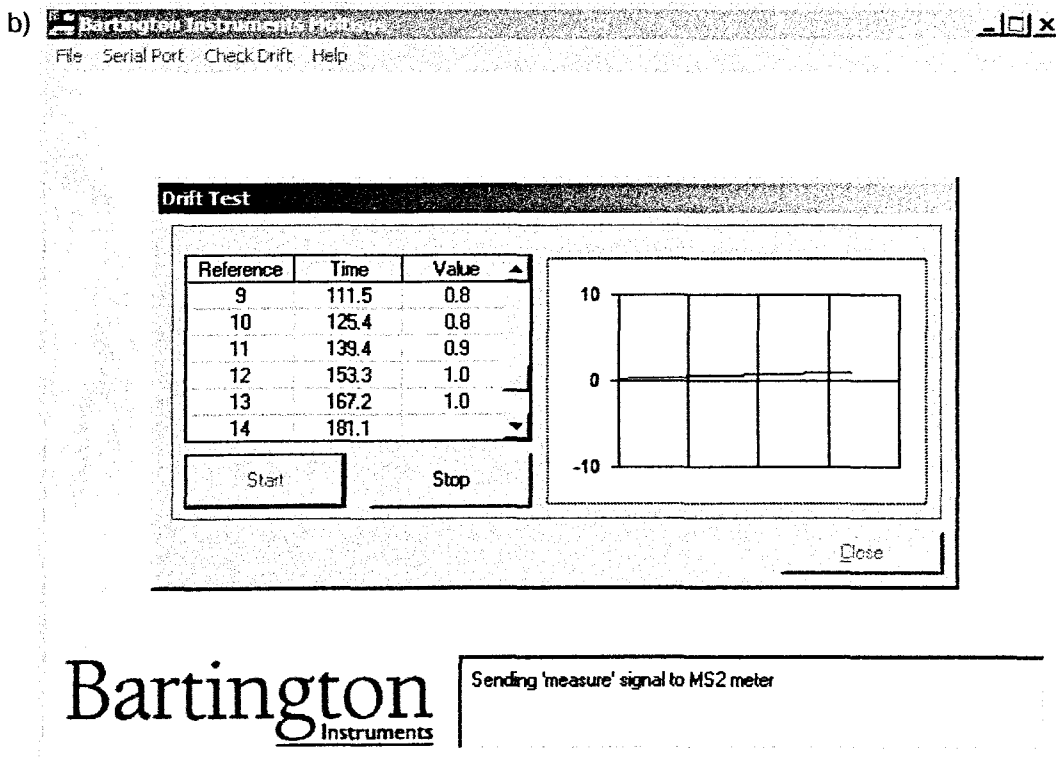 b) Bartington Instruments
File Serial Port Check Drift Help
Drift Test
Reference Time Value
9 111.5 0.8
10 125.4 0.8
11 139.4 0.9
12 153.3 1.0
13 167.2 1.0
14 181.1
10
0
-10
Start Stop
Close
Bartington
Instruments
Sending 'measure' signal to MS2 meter